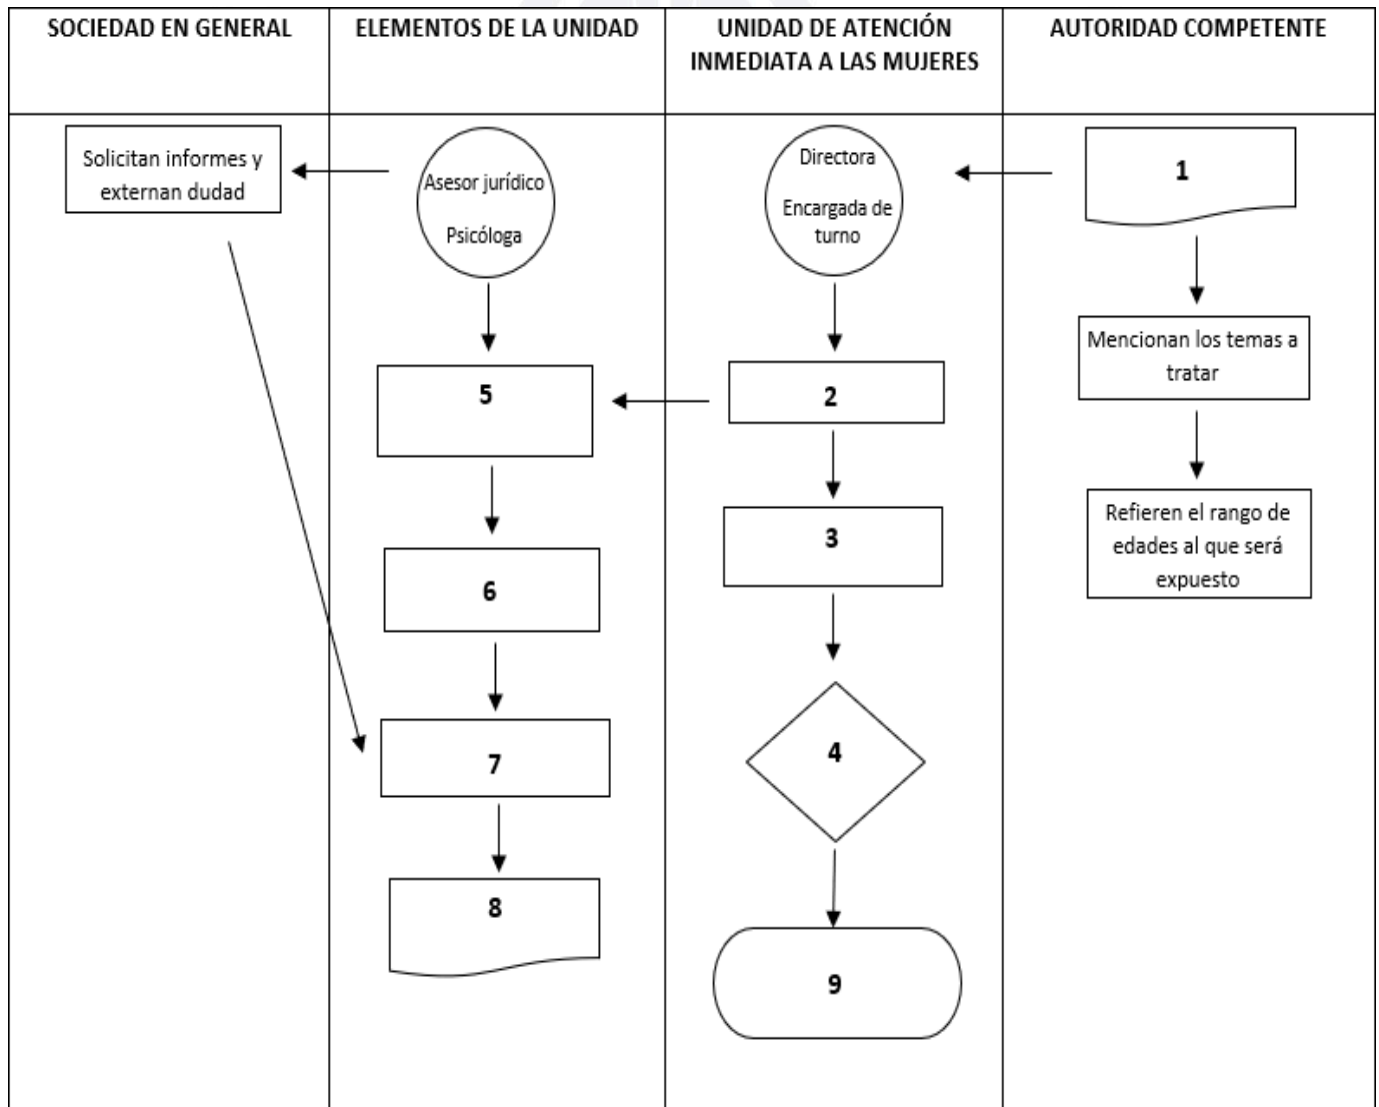 SOCIEDAD EN GENERAL
ELEMENTOS DE LA UNIDAD
UNIDAD DE ATENCIÓN
INMEDIATA A LAS MUJERES
AUTORIDAD COMPETENTE
Solicitan informes y
externan dudad
Asesor jurídico
Psicóloga
5
6
7
8
Directora
Encargada de
turno
2
3
4
9
1
Mencionan los temas a
tratar
Refieren el rango de
edades al que será
expuesto